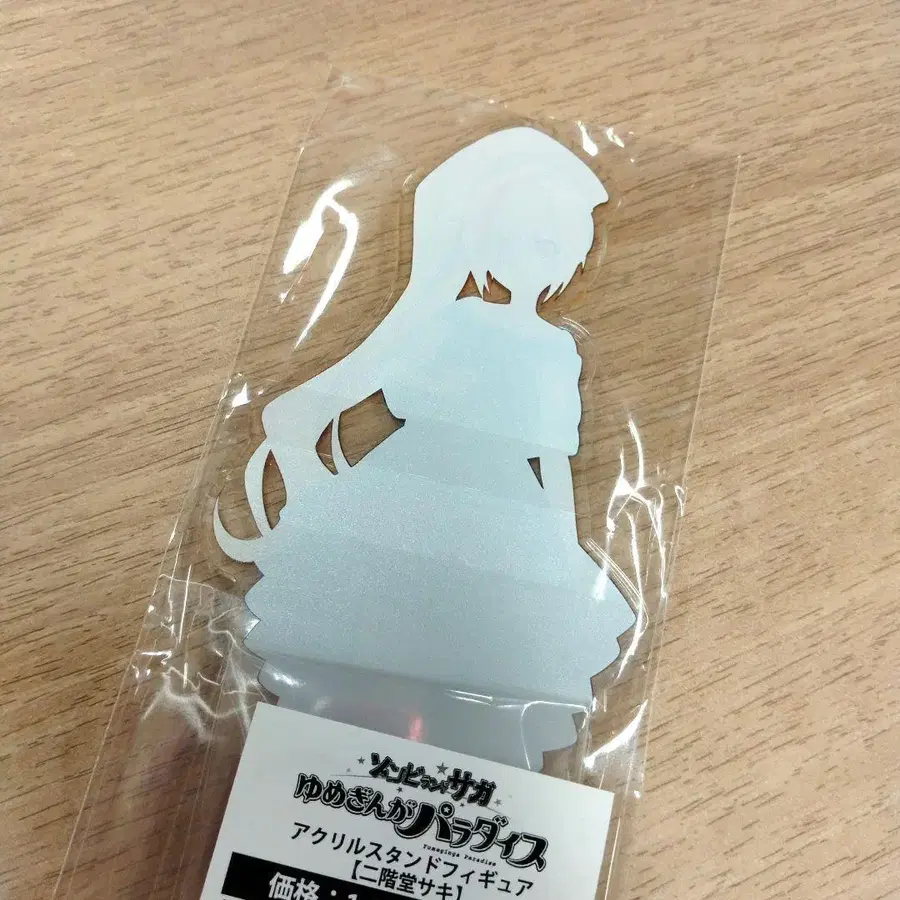 ゾンビランドサガ
ゆめぎんがパラダイス
Yumeginga Paradise
アクリルスタンドフィギュア
【二階堂サキ】
価格:1